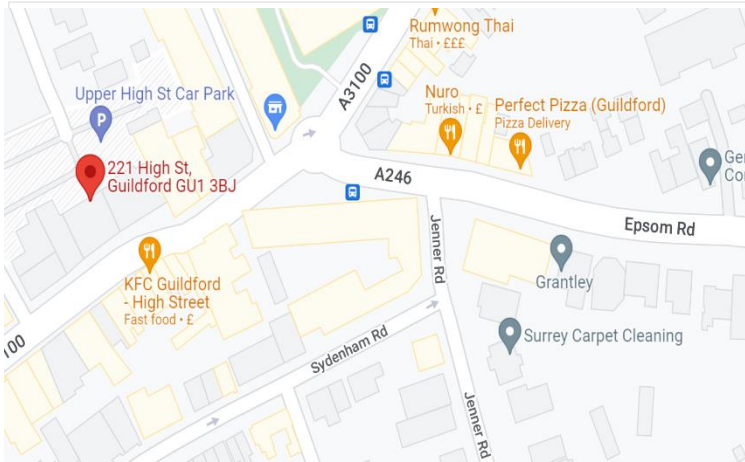 Rumwong Thai
Thai • £££
A3100
Upper High St Car Park
P
Nuro
Turkish • £
Perfect Pizza (Guildford)
Pizza Delivery
221 High St,
Guildford GU1 3BJ
A246
Jenner Rd
Epsom Rd
KFC Guildford
- High Street
Fast food • £
Grantley
Surrey Carpet Cleaning
Sydenham Rd
Jenner Rd